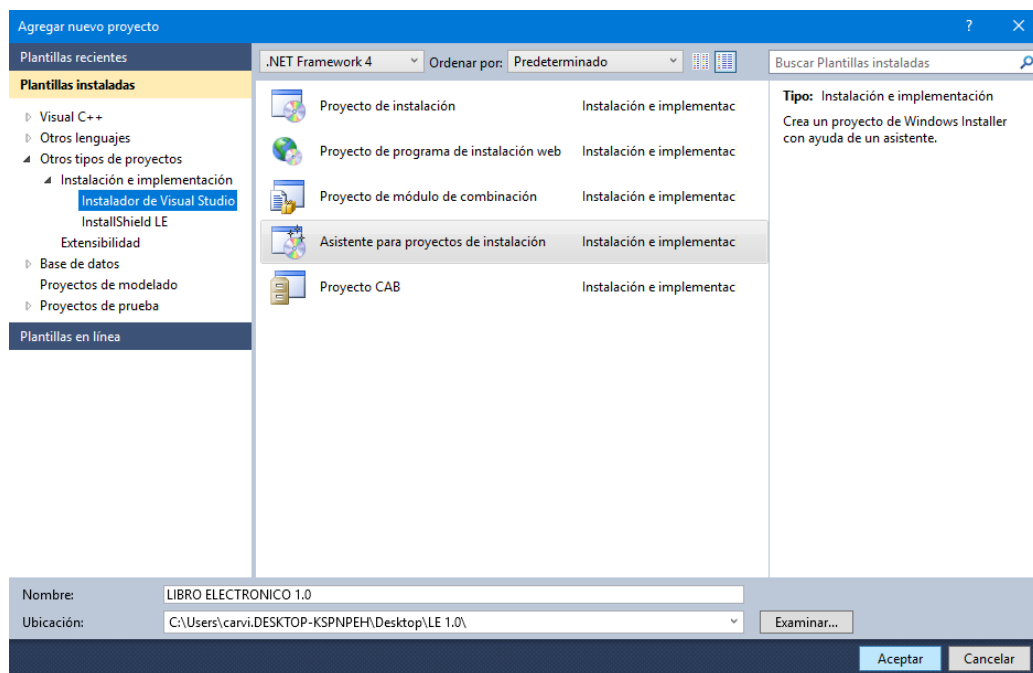 Agregar nuevo proyecto
Plantillas recientes
Plantillas instaladas
Visual C++
Otros lenguajes
Otros tipos de proyectos
Instalación e implementación
Instalador de Visual Studio
InstallShield LE
Extensibilidad
Base de datos
Proyectos de modelado
Proyectos de prueba
Plantillas en línea
.NET Framework 4 Ordenar por: Predeterminado
Proyecto de instalación Instalación e implementac
Proyecto de programa de instalación web Instalación e implementac
Proyecto de módulo de combinación Instalación e implementac
Asistente para proyectos de instalación Instalación e implementac
Proyecto CAB Instalación e implementac
Buscar Plantillas instaladas
Tipo: Instalación e implementación
Crea un proyecto de Windows Installer
con ayuda de un asistente.
Nombre: LIBRO ELECTRONICO 1.0
Ubicación: C:\Users\carvi.DESKTOP-KSPNPEH\Desktop\LE 1.0\ Examinar...
Aceptar Cancelar